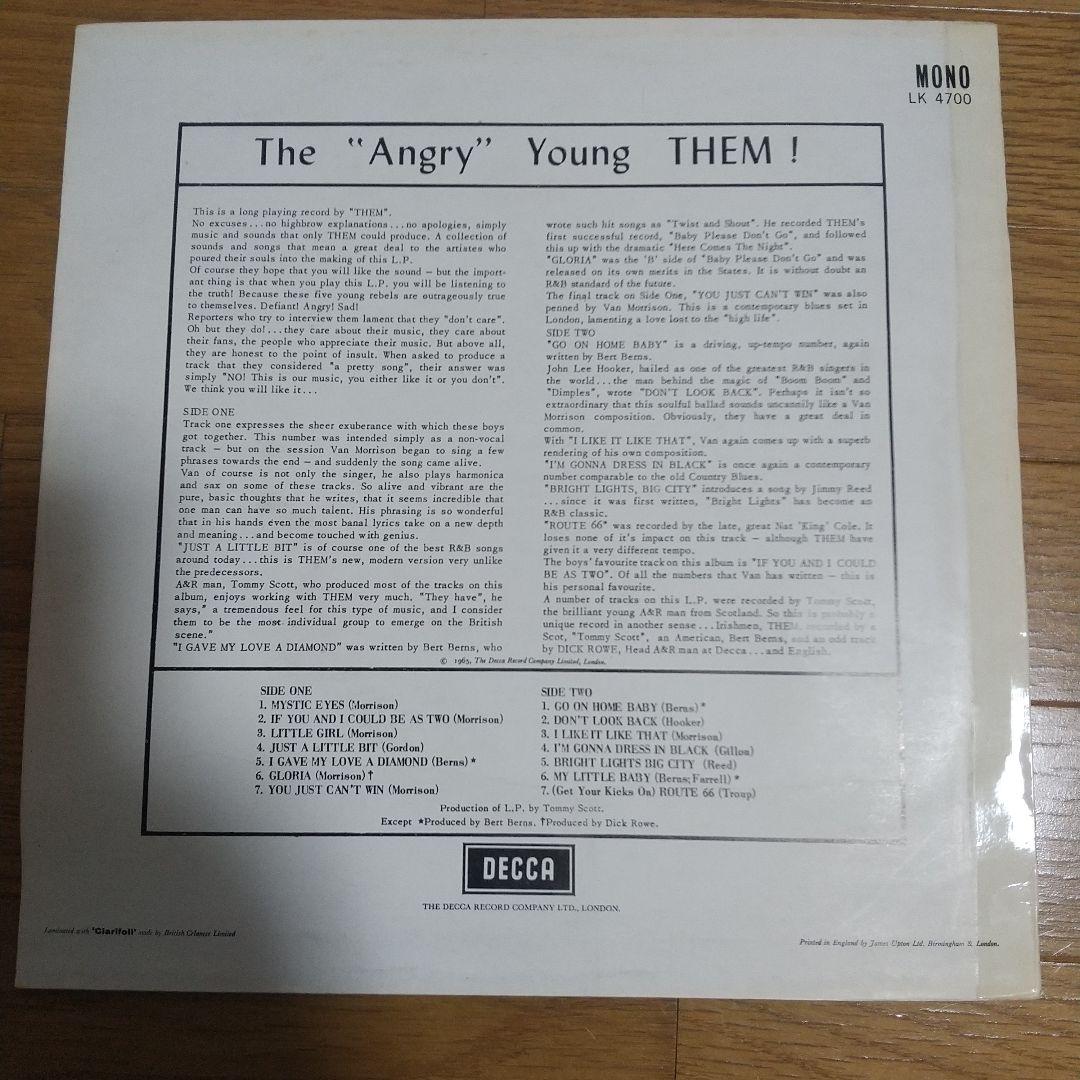 MONO
LK 4700
The "Angry" Young THEM !
This is a long playing record by "THEM".
No excuses...no highbrow explanations...no apologies, simply
music and sounds that only THEM could produce. A collection of
sounds and songs that mean a great deal to the artistes who
poured their souls into the making of this L.P.
Of course they hope that you will like the sound – but the import-
ant thing is that when you play this L.P. you will be listening to
the truth! Because these five young rebels are outrageously true
to themselves. Defiant! Angry! Sad!
Reporters who try to interview them lament that they "don't care".
Oh but they do!...they care about their music, they care about
their fans, the people who appreciate their music. But above all,
they are honest to the point of insult. When asked to produce a
track that they considered "a pretty song", their answer was
simply "NO! This is our music, you either like it or you don't".
We think you will like it...
SIDE ONE
Track one expresses the sheer exuberance with which these boys
got together. This number was intended simply as a non-vocal
track – but on the session Van Morrison began to sing a few
phrases towards the end – and suddenly the song came alive.
Van of course is not only the singer, he also plays harmonica
and sax on some of these tracks. So alive and vibrant are the
pure, basic thoughts that he writes, that it seems incredible that
one man can have so much talent. His phrasing is so wonderful
that in his hands even the most banal lyrics take on a new depth
and meaning...and become touched with genius.
"JUST A LITTLE BIT" is of course one of the best R&B songs
around today...this is THEM's new, modern version very unlike
the predecessors.
A&R man, Tommy Scott, who produced most of the tracks on this
album, enjoys working with THEM very much. "They have", he
says," a tremendous feel for this type of music, and I consider
them to be the most individual group to emerge on the British
scene."
"I GAVE MY LOVE A DIAMOND" was written by Bert Berns, who
wrote such hit songs as "Twist and Shout". He recorded THEM's
first successful record, "Baby Please Don't Go", and followed
this up with the dramatic "Here Comes The Night".
"GLORIA" was the 'B' side of "Baby Please Don't Go" and was
released on its own merits in the States. It is without doubt an
R&B standard of the future.
The final track on Side One, "YOU JUST CAN'T WIN" was also
penned by Van Morrison. This is a contemporary blues set in
London, lamenting a love lost to the "high life".
SIDE TWO
"GO ON HOME BABY" is a driving, up-tempo number, again
written by Bert Berns.
John Lee Hooker, hailed as one of the greatest R&B singers in
the world...the man behind the magic of "Boom Boom" and
"Dimples", wrote "DON'T LOOK BACK". Perhaps it isn't so
extraordinary that this soulful ballad sounds uncannily like a Van
Morrison composition. Obviously, they have a great deal in
common.
With "I LIKE IT LIKE THAT", Van again comes up with a superb
rendering of his own composition.
"I'M GONNA DRESS IN BLACK" is once again a contemporary
number comparable to the old Country Blues.
"BRIGHT LIGHTS, BIG CITY" introduces a song by Jimmy Reed
...since it was first written, "Bright Lights" has become an
R&B classic.
"ROUTE 66" was recorded by the late, great Nat 'King' Cole. It
loses none of it's impact on this track – although THEM have
given it a very different tempo.
The boys' favourite track on this album is "IF YOU AND I COULD
BE AS TWO". Of all the numbers that Van has written – this is
his personal favourite.
A number of tracks on this L.P. were recorded by Tommy Scott,
the brilliant young A&R man from Scotland. So this is probably a
unique record in another sense...Irishmen, THEM, recorded by a
Scot, "Tommy Scott", an American, Bert Berns, and an odd track
by DICK ROWE, Head A&R man at Decca...and English.
© 1965, The Decca Record Company Limited, London.
SIDE ONE
1. MYSTIC EYES (Morrison)
2. IF YOU AND I COULD BE AS TWO (Morrison)
3. LITTLE GIRL (Morrison)
4. JUST A LITTLE BIT (Gordon)
5. I GAVE MY LOVE A DIAMOND (Berns) *
6. GLORIA (Morrison) †
7. YOU JUST CAN'T WIN (Morrison)
SIDE TWO
1. GO ON HOME BABY (Berns) *
2. DON'T LOOK BACK (Hooker)
3. I LIKE IT LIKE THAT (Morrison)
4. I'M GONNA DRESS IN BLACK (Gillon)
5. BRIGHT LIGHTS BIG CITY (Reed)
6. MY LITTLE BABY (Berns; Farrell) *
7. (Get Your Kicks On) ROUTE 66 (Troup)
Production of L.P. by Tommy Scott.
Except *Produced by Bert Berns. †Produced by Dick Rowe.
DECCA
THE DECCA RECORD COMPANY LTD., LONDON.
Laminated with 'Clarifoil' made by British Celanese Limited
Printed in England by James Upton Ltd. Birmingham & London.